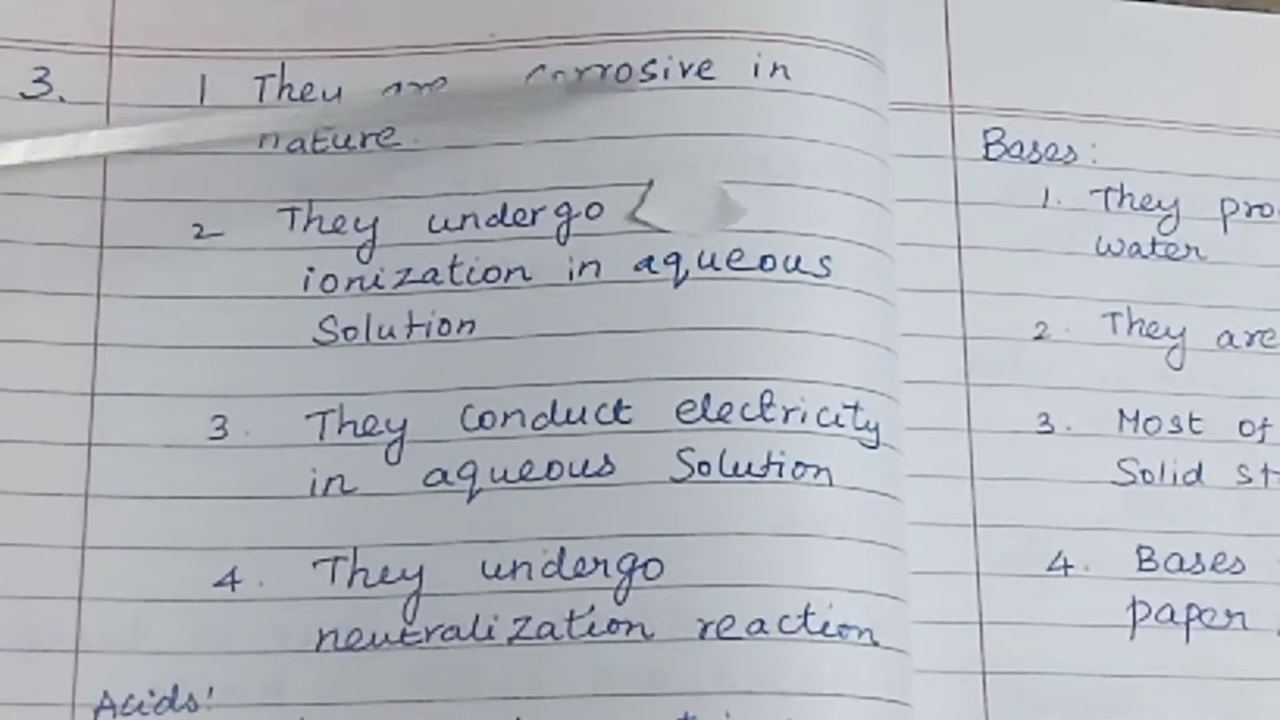 3.
1 They are corrosive in
nature.
2 They undergo
ionization in aqueous
Solution
3. They conduct electricity
in aqueous Solution
4. They undergo
neutralization reaction
Acids:
Bases:
1. They
water
2. They are
3. Most of
Solid
4. Bases
paper